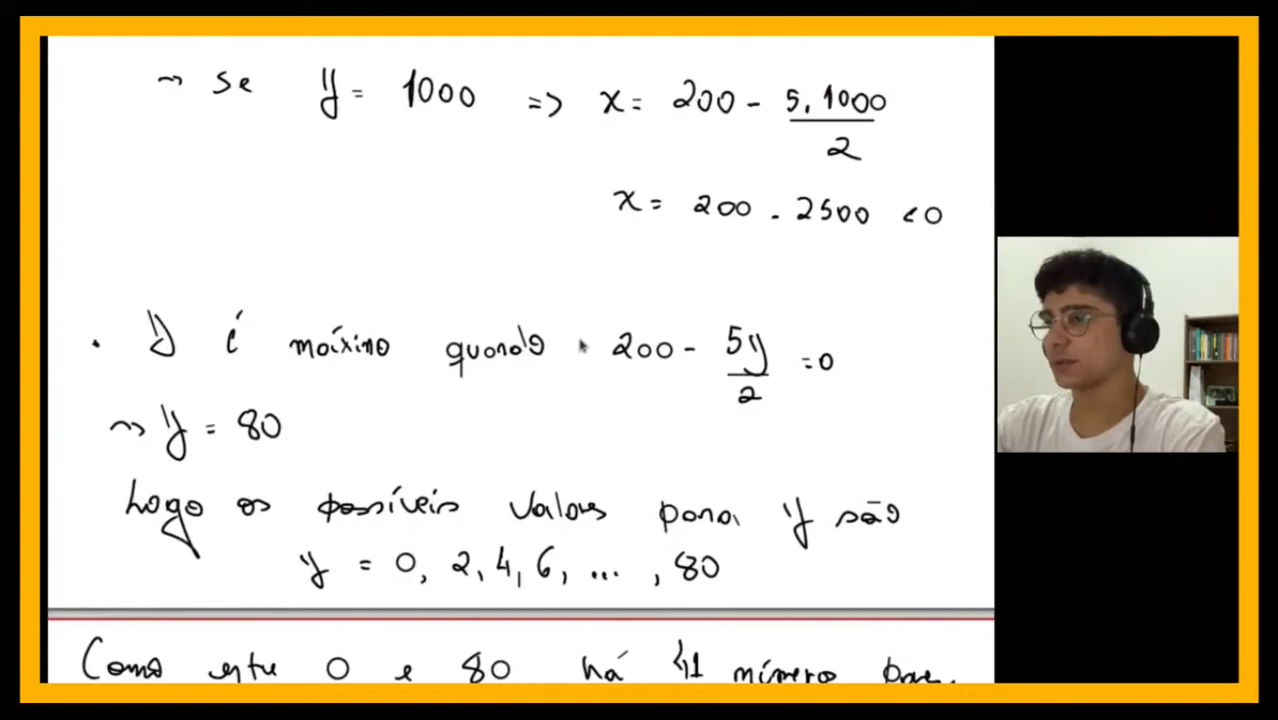 ~> se y = 1000 => x = 200 - 5.1000/2
x = 200 - 2500 <0
. y é máximo quando 200 - 5y/2 =0
~> y = 80
Logo os possíveis valores para y são
y = 0, 2, 4, 6, ... , 80
Como entre 0 e 80 há 41 número